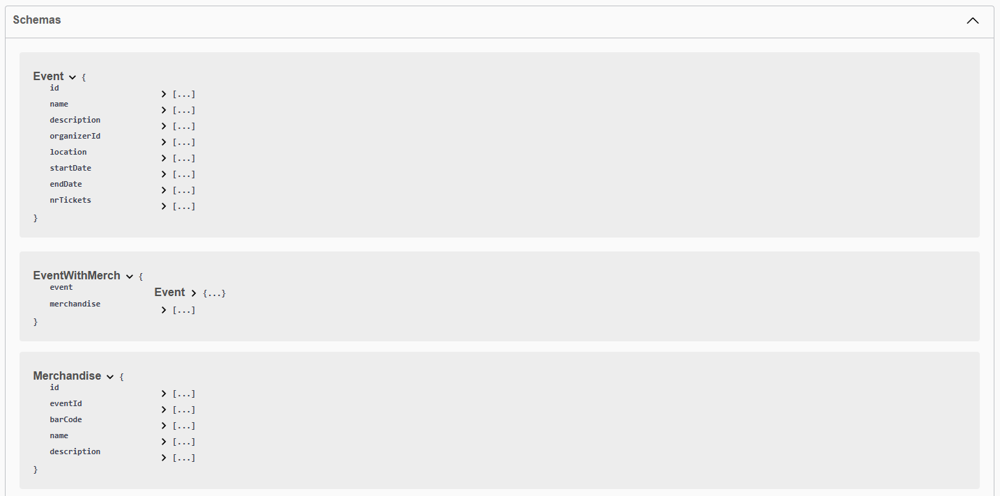 Schemas
Event {
id [...]
name [...]
description [...]
organizerId [...]
location [...]
startDate [...]
endDate [...]
nrTickets [...]
}
EventWithMerch {
event Event {...}
merchandise [...]
}
Merchandise {
id [...]
eventId [...]
barCode [...]
name [...]
description [...]
}